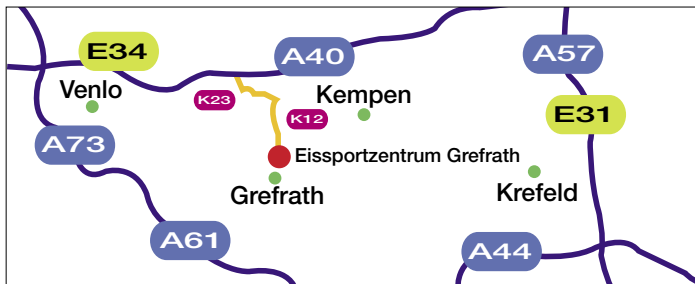 E34
A40
A57
Venlo
K23
Kempen
K12
E31
A73
Eissportzentrum Grefrath
Grefrath
Krefeld
A61
A44